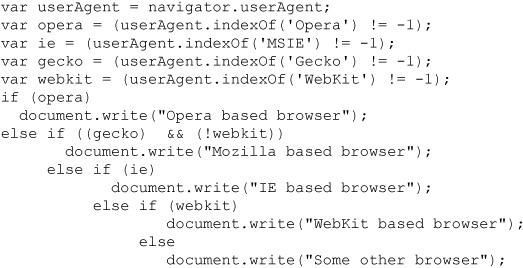 var userAgent = navigator.userAgent;
var opera = (userAgent.indexOf('Opera') != -1);
var ie = (userAgent.indexOf('MSIE') != -1);
var gecko = (userAgent.indexOf('Gecko') != -1);
var webkit = (userAgent.indexOf('WebKit') != -1);
if (opera)
  document.write("Opera based browser");
else if ((gecko)  && (!webkit))
       document.write("Mozilla based browser");
     else if (ie)
            document.write("IE based browser");
          else if (webkit)
                  document.write("WebKit based browser");
               else
                  document.write("Some other browser");